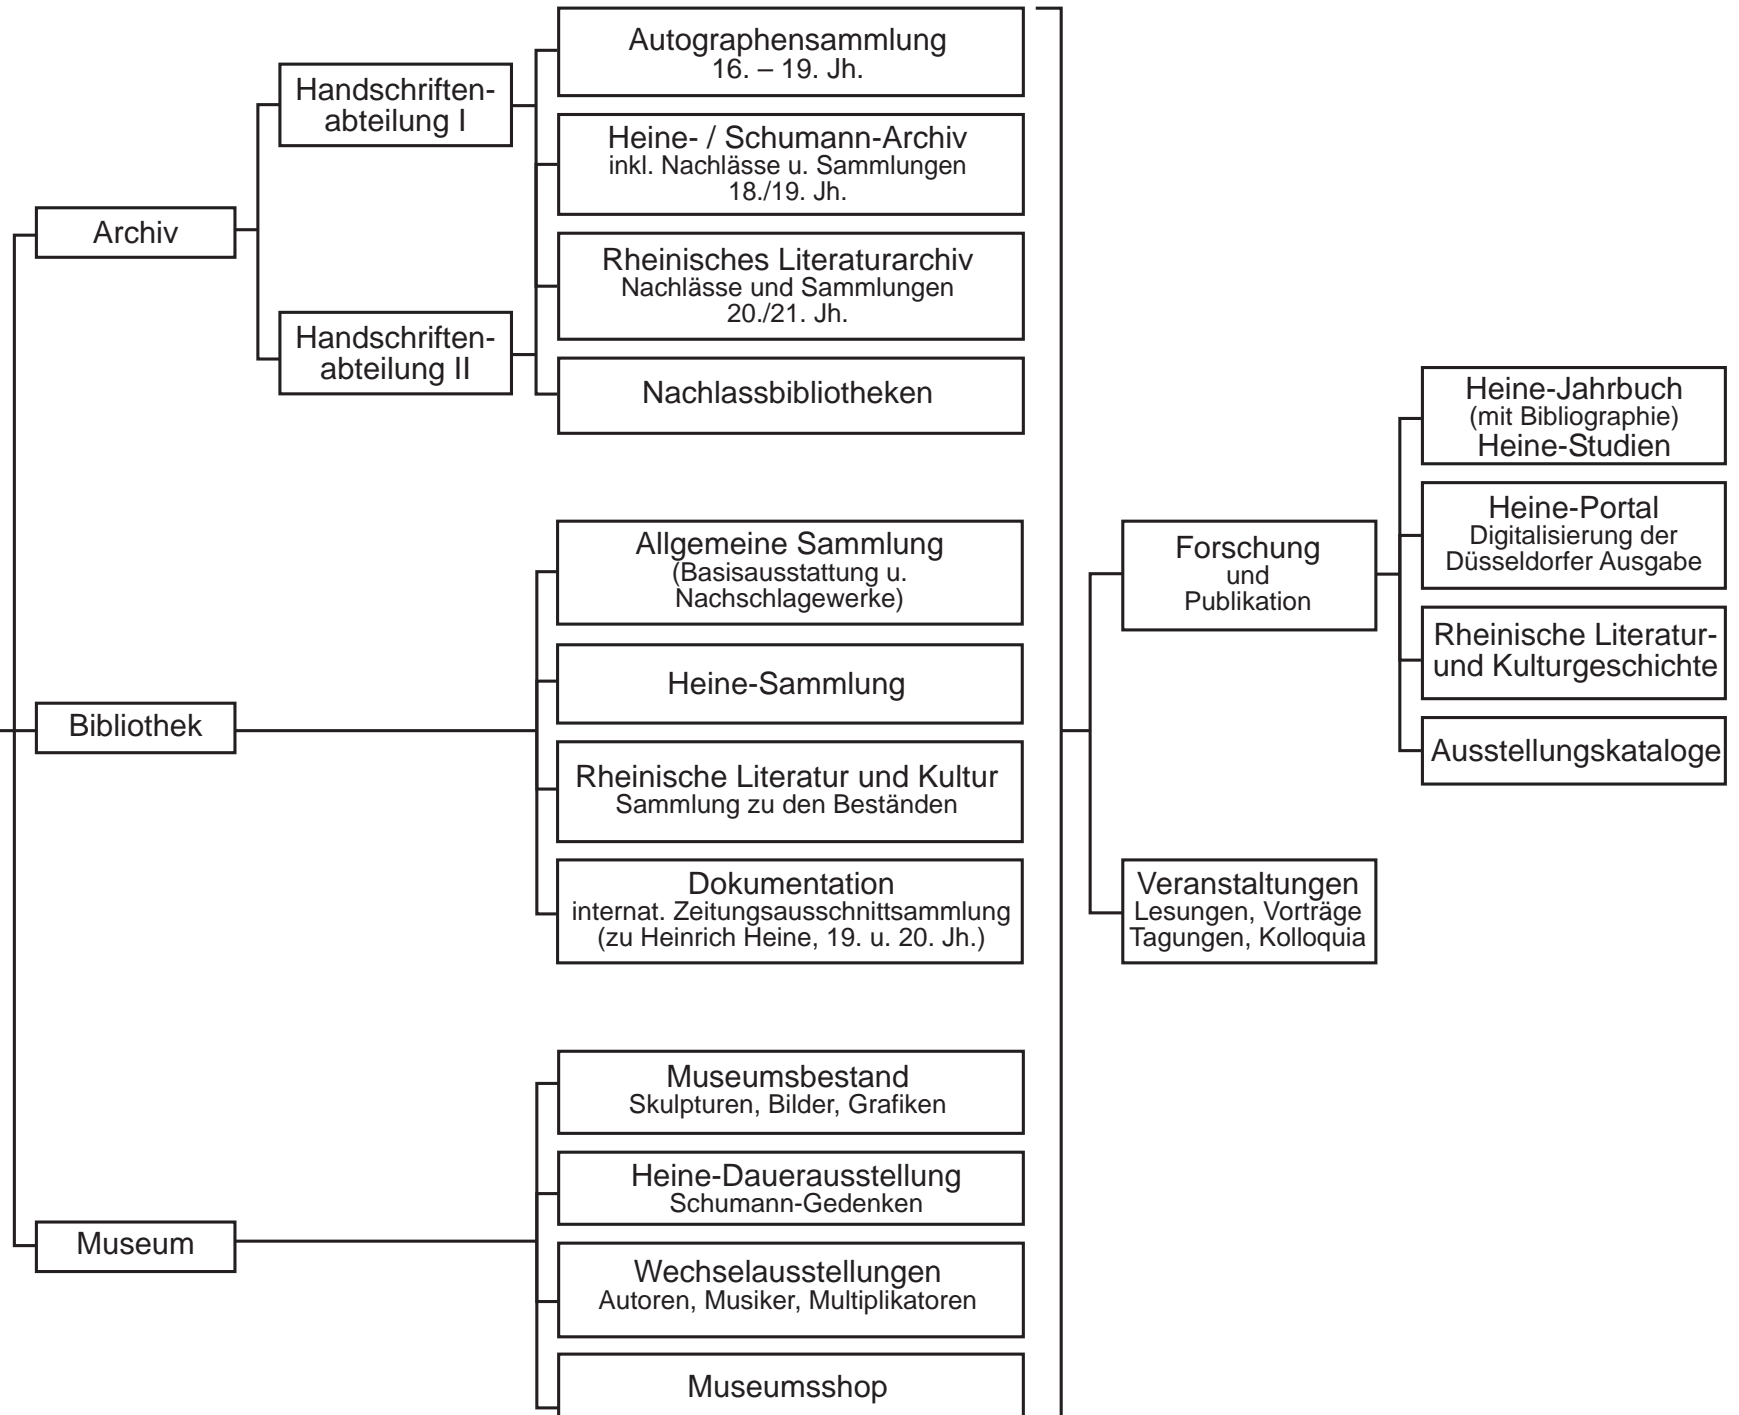 Archiv
Handschriften-
abteilung I
Handschriften-
abteilung II
Autographensammlung
16. – 19. Jh.
Heine- / Schumann-Archiv
inkl. Nachlässe u. Sammlungen
18./19. Jh.
Rheinisches Literaturarchiv
Nachlässe und Sammlungen
20./21. Jh.
Nachlassbibliotheken
Bibliothek
Allgemeine Sammlung
(Basisausstattung u.
Nachschlagewerke)
Heine-Sammlung
Rheinische Literatur und Kultur
Sammlung zu den Beständen
Dokumentation
internat. Zeitungsausschnittsammlung
(zu Heinrich Heine, 19. u. 20. Jh.)
Museum
Museumsbestand
Skulpturen, Bilder, Grafiken
Heine-Dauerausstellung
Schumann-Gedenken
Wechselausstellungen
Autoren, Musiker, Multiplikatoren
Museumsshop
Forschung
und
Publikation
Heine-Jahrbuch
(mit Bibliographie)
Heine-Studien
Heine-Portal
Digitalisierung der
Düsseldorfer Ausgabe
Rheinische Literatur-
und Kulturgeschichte
Ausstellungskataloge
Veranstaltungen
Lesungen, Vorträge
Tagungen, Kolloquia